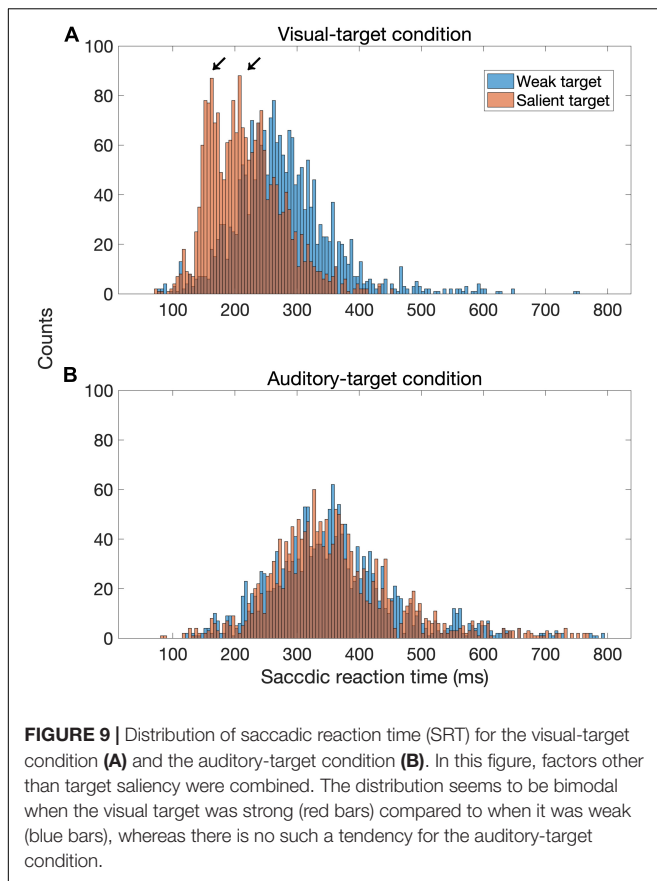 A
Visual-target condition
100
80
60
40
20
0
Weak target
Salient target
100 200 300 400 500 600 700 800
Counts
B
Auditory-target condition
100
80
60
40
20
0
100 200 300 400 500 600 700 800
Saccdic reaction time (ms)
FIGURE 9 | Distribution of saccadic reaction time (SRT) for the visual-target
condition (A) and the auditory-target condition (B). In this figure, factors other
than target saliency were combined. The distribution seems to be bimodal
when the visual target was strong (red bars) compared to when it was weak
(blue bars), whereas there is no such a tendency for the auditory-target
condition.